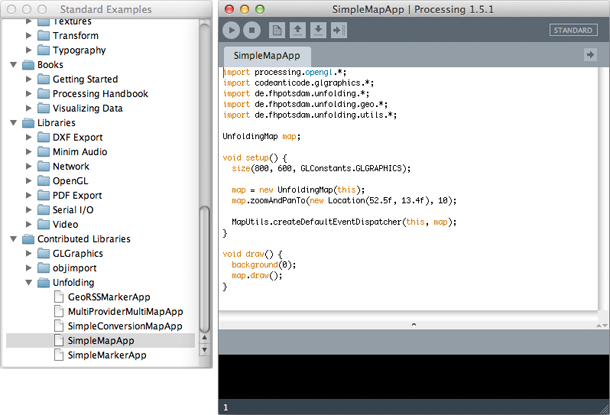 Standard Examples
Textures
Transform
Typography
Books
Getting Started
Processing Handbook
Visualizing Data
Libraries
DXF Export
Minim Audio
Network
OpenGL
PDF Export
Serial I/O
Video
Contributed Libraries
GLGraphics
objimport
Unfolding
GeoRSSMarkerApp
MultiProviderMultiMapApp
SimpleConversionMapApp
SimpleMapApp
SimpleMarkerApp
SimpleMapApp | Processing 1.5.1
STANDARD
SimpleMapApp
import processing.opengl.*;
import codeanticode.glgraphics.*;
import de.fhpotsdam.unfolding.*;
import de.fhpotsdam.unfolding.geo.*;
import de.fhpotsdam.unfolding.utils.*;
UnfoldingMap map;
void setup() {
size(800, 600, GLConstants.GLGRAPHICS);
map = new UnfoldingMap(this);
map.zoomAndPanTo(new Location(52.5f, 13.4f), 10);
MapUtils.createDefaultEventDispatcher(this, map);
}
void draw() {
background(0);
map.draw();
}
1